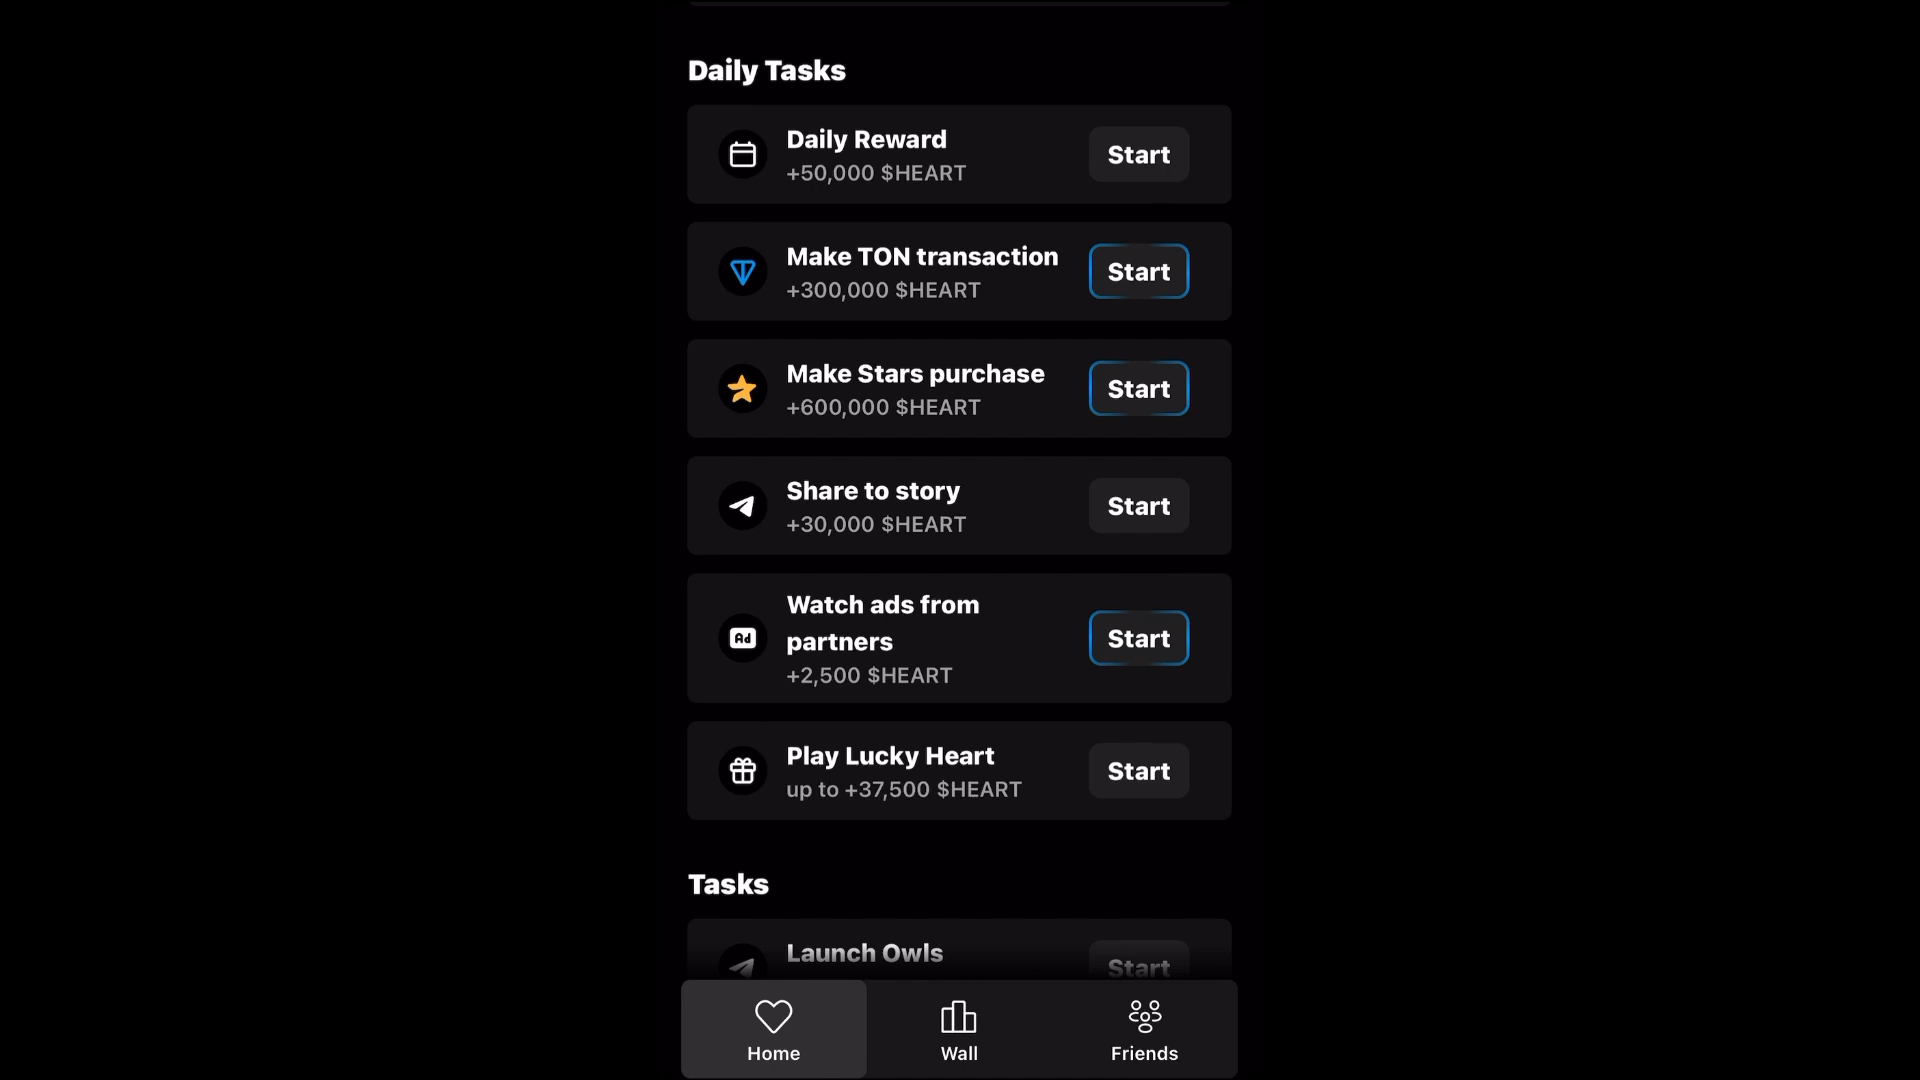 Daily Tasks
Daily Reward
+50,000 $HEART
Start
Make TON transaction
+300,000 $HEART
Start
Make Stars purchase
+600,000 $HEART
Start
Share to story
+30,000 $HEART
Start
Ad
Watch ads from
partners
+2,500 $HEART
Start
Play Lucky Heart
up to +37,500 $HEART
Start
Tasks
Launch Owls
Start
Home
Wall
Friends